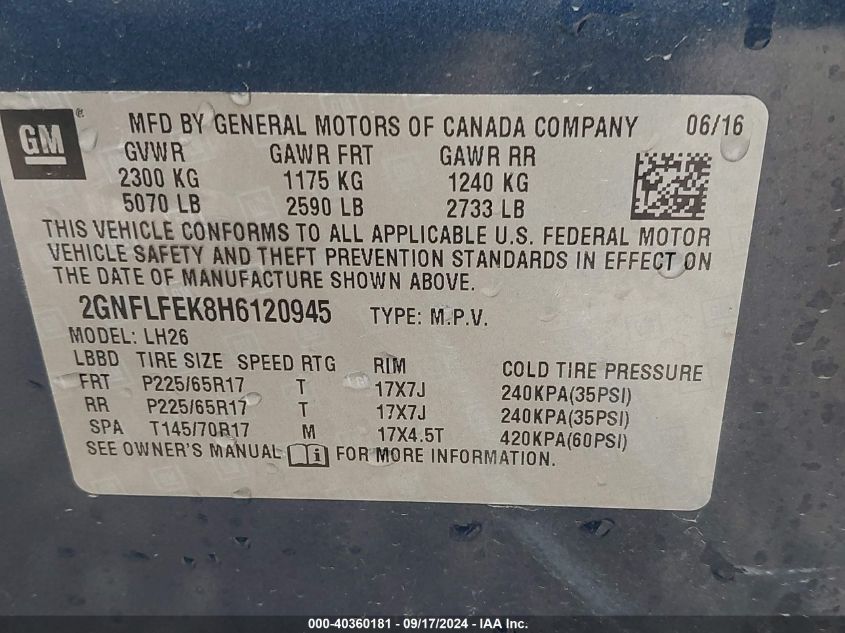 GM ® MFD BY GENERAL MOTORS OF CANADA COMPANY 06/16
GVWR GAWR FRT GAWR RR
2300 KG 1175 KG 1240 KG
5070 LB 2590 LB 2733 LB
THIS VEHICLE CONFORMS TO ALL APPLICABLE U.S. FEDERAL MOTOR
VEHICLE SAFETY AND THEFT PREVENTION STANDARDS IN EFFECT ON
THE DATE OF MANUFACTURE SHOWN ABOVE.
2GNFLFEK8H6120945 TYPE: M.P.V.
MODEL: LH26
LBBD TIRE SIZE SPEED RTG RIM COLD TIRE PRESSURE
FRT P225/65R17 T 17X7J 240KPA(35PSI)
RR P225/65R17 T 17X7J 240KPA(35PSI)
SPA T145/70R17 M 17X4.5T 420KPA(60PSI)
SEE OWNER'S MANUAL i FOR MORE INFORMATION.
000-40360181 - 09/17/2024 - IAA Inc.